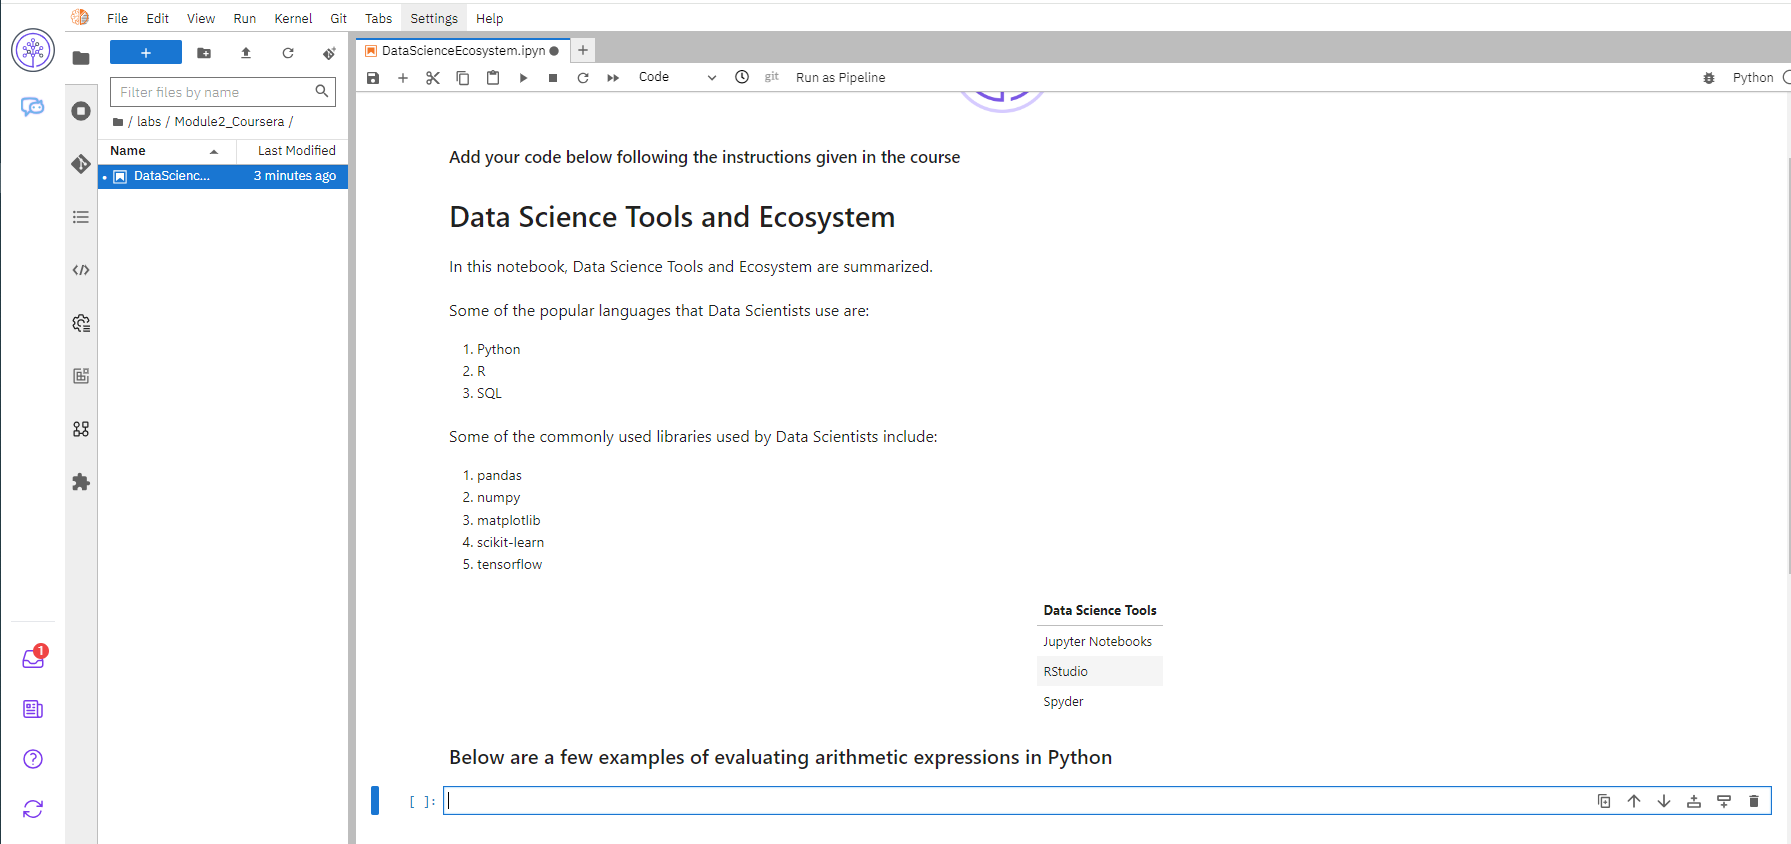 File Edit View Run Kernel Git Tabs Settings Help
+
DataScienceEcosystem.ipyn
+
Code
git
Run as Pipeline
Python
Filter files by name
/ labs / Module2_Coursera /
Name
Last Modified
DataScienc...
3 minutes ago
Add your code below following the instructions given in the course
Data Science Tools and Ecosystem
In this notebook, Data Science Tools and Ecosystem are summarized.
Some of the popular languages that Data Scientists use are:
1. Python
2. R
3. SQL
Some of the commonly used libraries used by Data Scientists include:
1. pandas
2. numpy
3. matplotlib
4. scikit-learn
5. tensorflow
Data Science Tools
Jupyter Notebooks
RStudio
Spyder
Below are a few examples of evaluating arithmetic expressions in Python
[ ]:
1